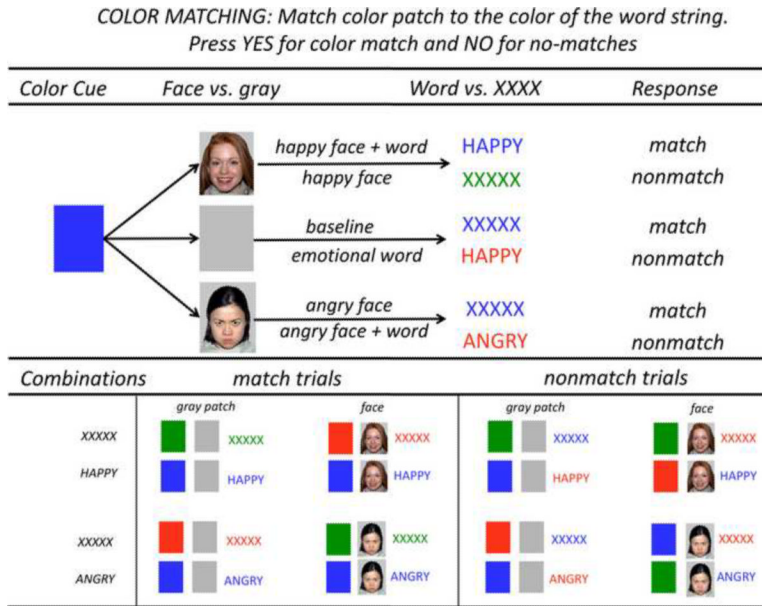 COLOR MATCHING: Match color patch to the color of the word string.
Press YES for color match and NO for no-matches
Color Cue Face vs. gray Word vs. XXXX Response
happy face + word HAPPY match
happy face XXXXX nonmatch
baseline XXXXX match
emotional word HAPPY nonmatch
angry face XXXXX match
angry face + word ANGRY nonmatch
Combinations match trials nonmatch trials
gray patch face gray patch face
XXXXX XXXXX XXXXX XXXXX XXXXX
HAPPY HAPPY HAPPY HAPPY HAPPY
XXXXX XXXXX XXXXX XXXXX XXXXX
ANGRY ANGRY ANGRY ANGRY ANGRY